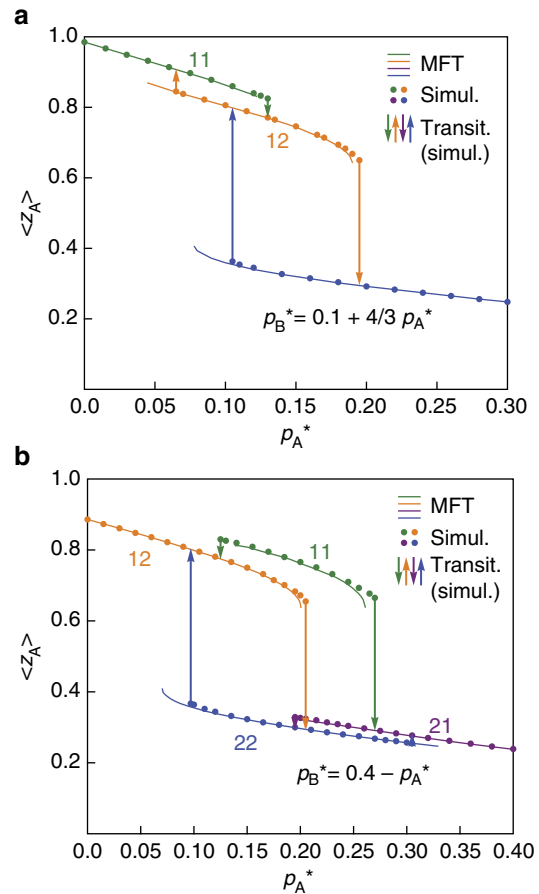 a
1.0
0.8
0.6
0.4
0.2
<z_A>
11
12
MFT
Simul.
Transit.
(simul.)
p_B* = 0.1 + 4/3 p_A*
0.00 0.05 0.10 0.15 0.20 0.25 0.30
p_A*
b
1.0
0.8
0.6
0.4
0.2
<z_A>
12
11
22
21
MFT
Simul.
Transit.
(simul.)
p_B* = 0.4 – p_A*
0.0 0.05 0.10 0.15 0.20 0.25 0.30 0.35 0.40
p_A*